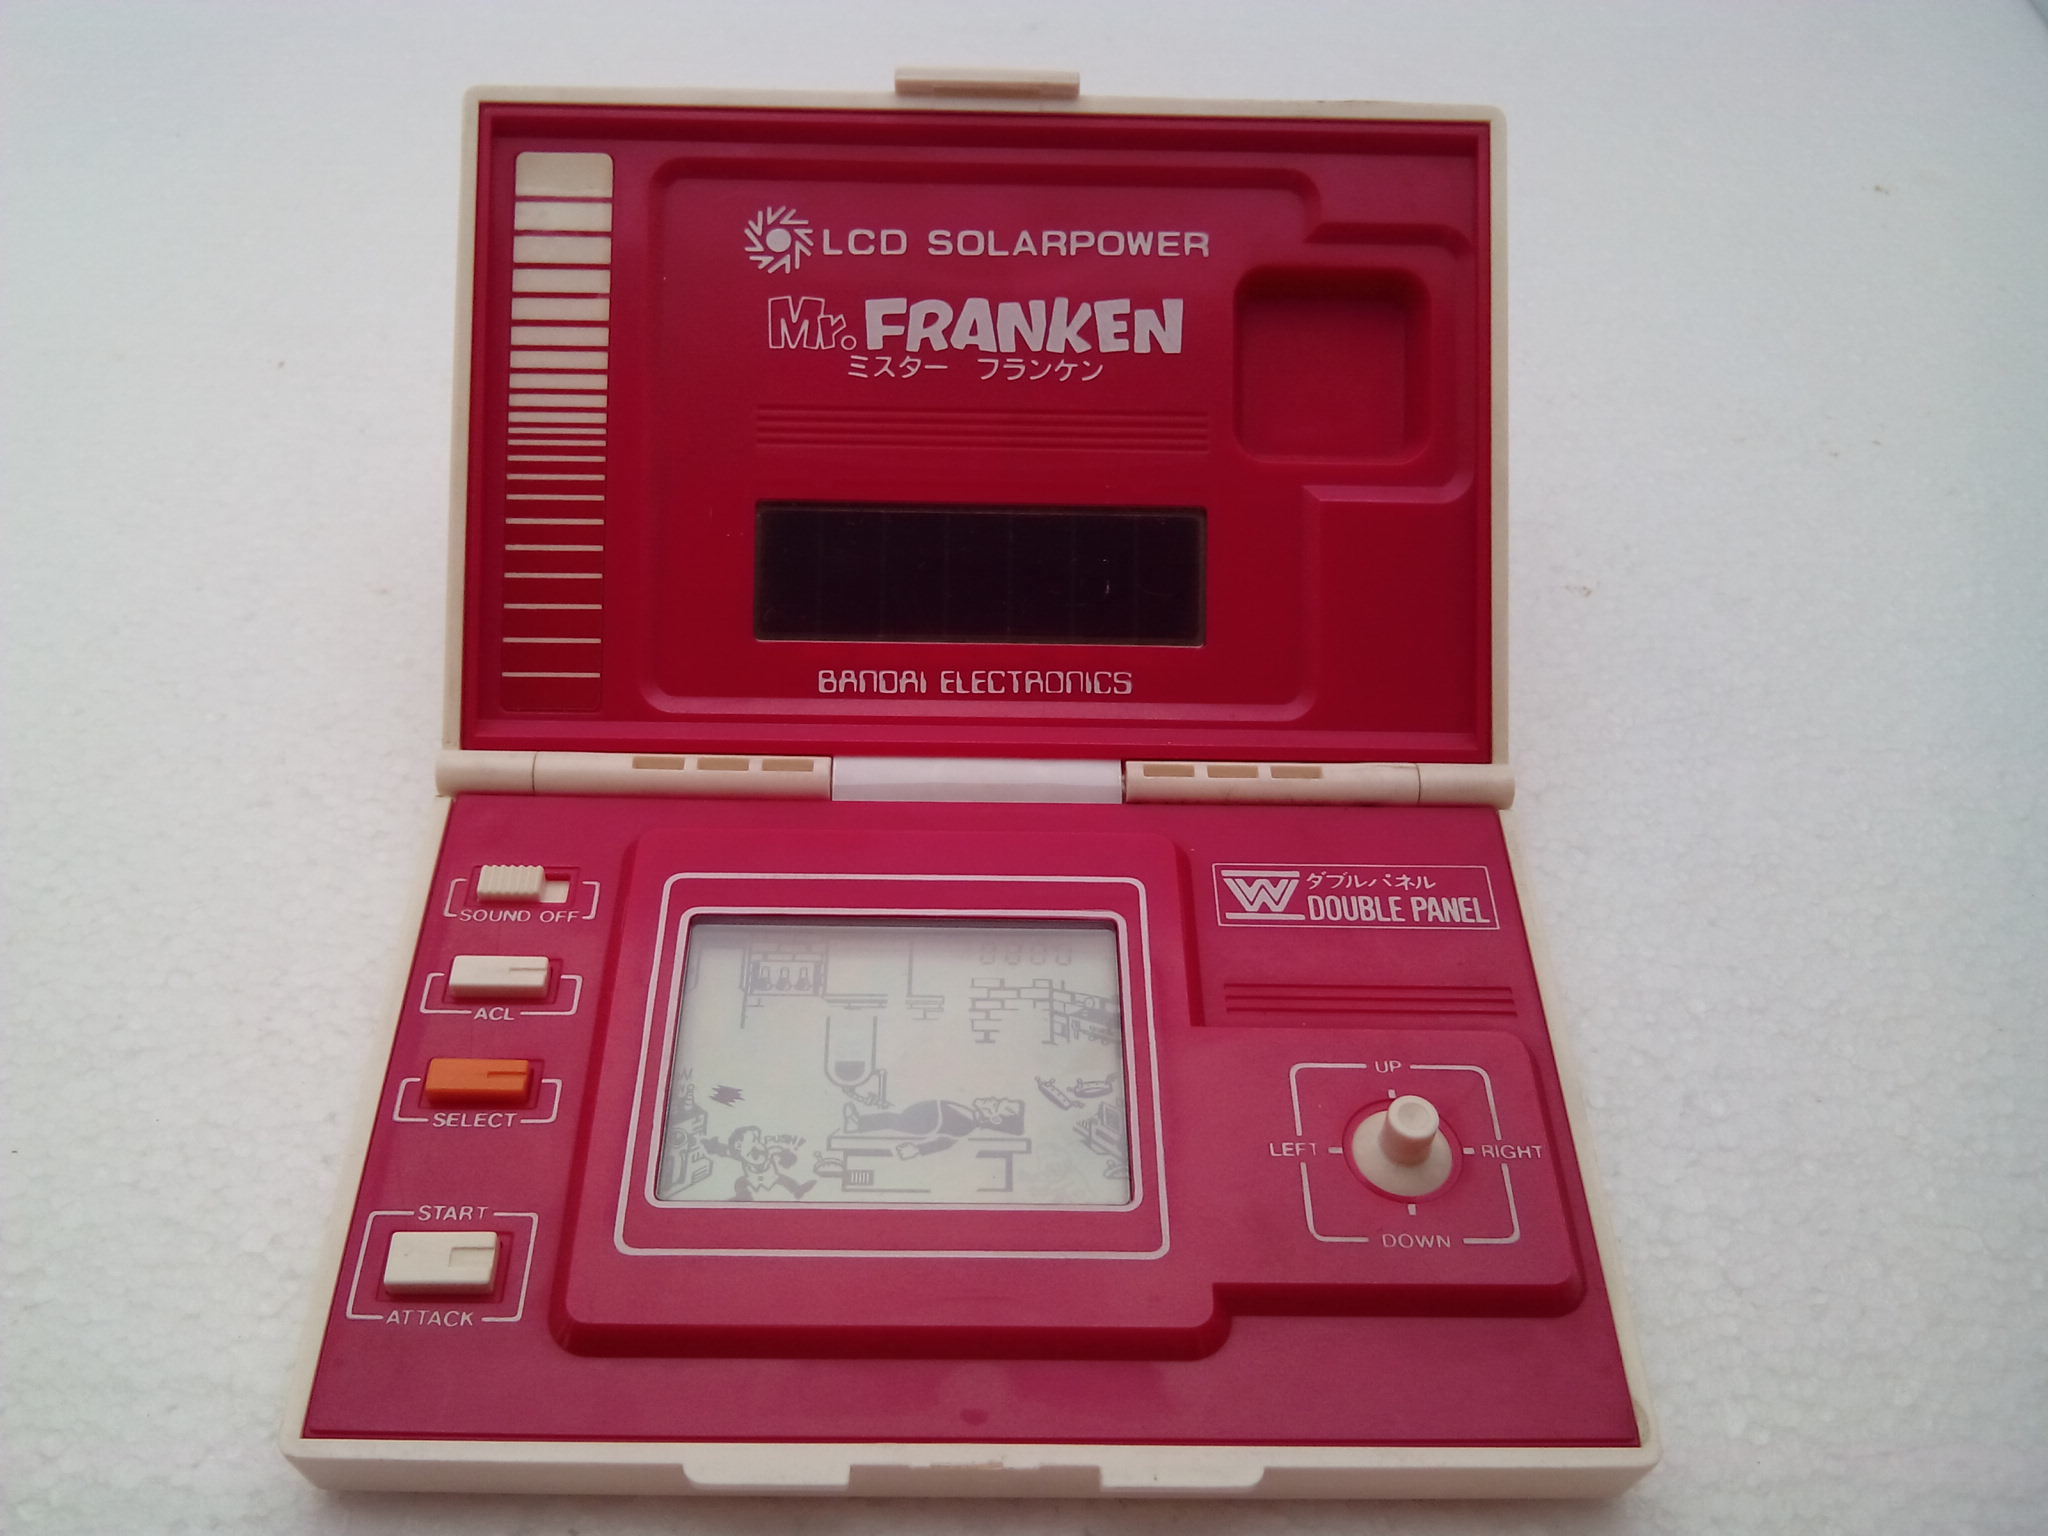 LCD SOLARPOWER
Mr. FRANKEN
ミスター フランケン
BANDAI ELECTRONICS
SOUND OFF
ACL
SELECT
START
ATTACK
ダブルパネル
W DOUBLE PANEL
PUSH!
UP
LEFT RIGHT
DOWN